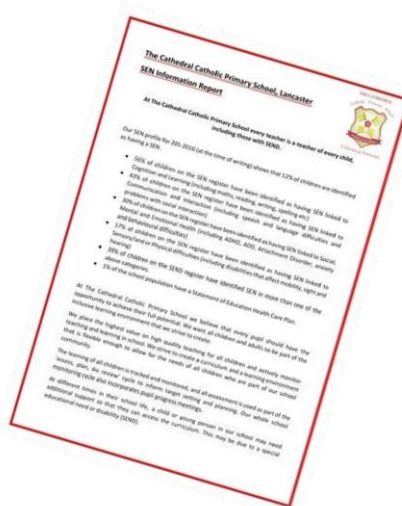 The Cathedral Catholic Primary School, Lancaster
SEN Information Report
At The Cathedral Catholic Primary School every teacher is a teacher of every child,
including those with SEND.
Our SEN profile for 205-2016 (at the time of writing) shows that 12% of children are identified
as having a SEN.
56% of children on the SEN register have been identified as having SEN linked to
Cognition and Learning (including maths, reading, writing, spelling etc)
43% of children on the SEN register have been identified as having SEN linked to
Communication and Interaction (including speech and language difficulties and
problems with social interaction)
30% of children on the SEN register have been identified as having SEN linked to Social,
Mental and Emotional Health (including ADHD, ADD, Attachment Disorder, anxiety
and behavioural difficulties)
17% of children on the SEN register have been identified as having SEN linked to
Sensory/and or Physical difficulties (including disabilities that affect mobility, sight and
hearing)
39% of children on the SEND register have identified SEN in more than one of the
above categories
1% of the school population have a Statement of Education Health Care Plan.
At The Cathedral Catholic Primary School we believe that every pupil should have the
opportunity to achieve their full potential. We want all children and adults to be part of the
inclusive learning environment that we strive to create.
We place the highest value on high quality teaching for all children and actively monitor
teaching and learning in school. We strive to create a curriculum and a learning environment
that is flexible enough to allow for the needs of all children who are part of our school
community.
The learning of all children is tracked and monitored, and all assessment is used as part of the
'assess, plan, do review' cycle to inform target setting and planning. Our whole school
monitoring cycle also incorporates pupil progress meetings.
At different times in their school life, a child or young person in our school may need
additional support so that they can access the curriculum. This may be due to a special
educational need or disability (SEND).